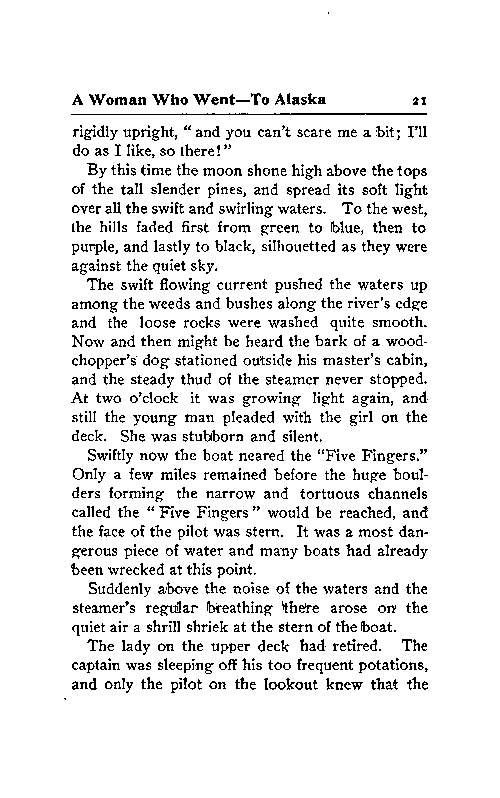 A Woman Who Went—To Alaska 21
rigidly upright, “ and you can’t scare me a bit; I’ll
do as I like, so there! ”
By this time the moon shone high above the tops
of the tall slender pines, and spread its soft light
over all the swift and swirling waters. To the west,
the hills faded first from green to blue, then to
purple, and lastly to black, silhouetted as they were
against the quiet sky.
The swift flowing current pushed the waters up
among the weeds and bushes along the river’s edge
and the loose rocks were washed quite smooth.
Now and then might be heard the bark of a wood-
chopper’s dog stationed outside his master’s cabin,
and the steady thud of the steamer never stopped.
At two o’clock it was growing light again, and
still the young man pleaded with the girl on the
deck. She was stubborn and silent.
Swiftly now the boat neared the “Five Fingers.”
Only a few miles remained before the huge boul-
ders forming the narrow and tortuous channels
called the “ Five Fingers ” would be reached, and
the face of the pilot was stern. It was a most dan-
gerous piece of water and many boats had already
been wrecked at this point.
Suddenly above the noise of the waters and the
steamer’s regular breathing there arose on the
quiet air a shrill shriek at the stern of the boat.
The lady on the upper deck had retired. The
captain was sleeping off his too frequent potations,
and only the pilot on the lookout knew that the